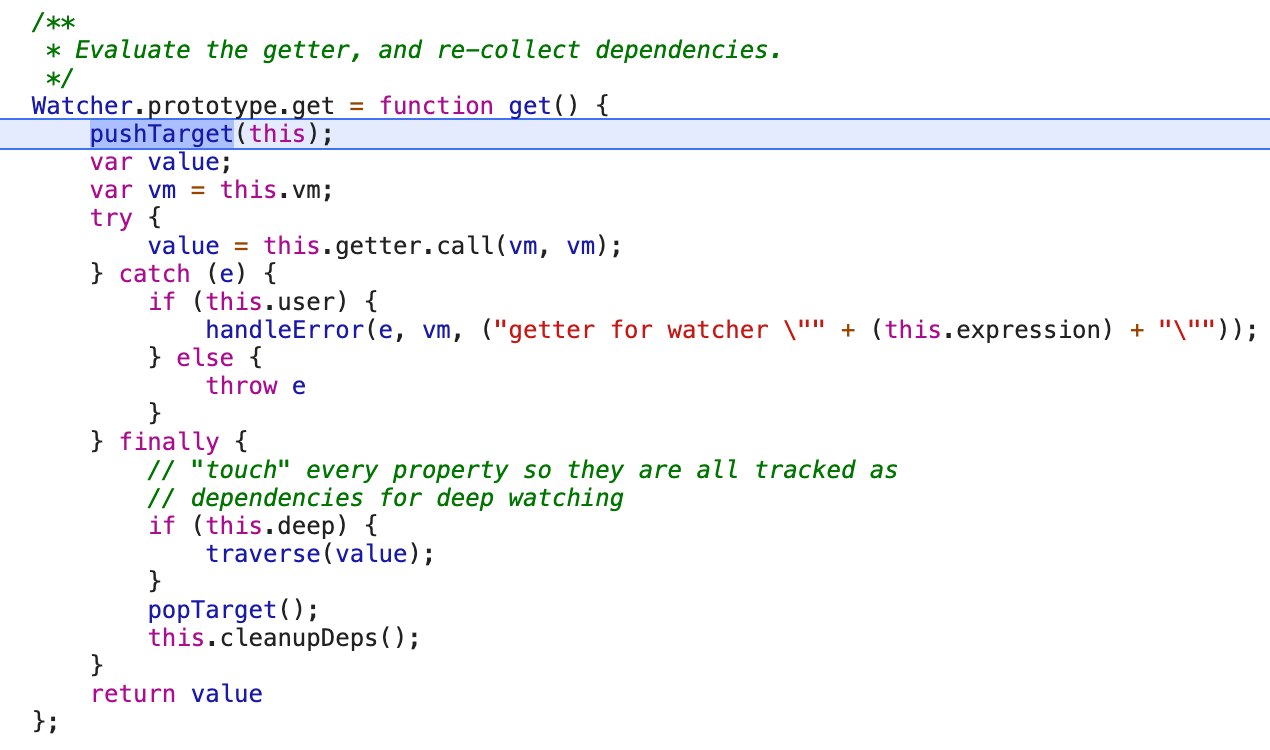 /**
 * Evaluate the getter, and re-collect dependencies.
 */
Watcher.prototype.get = function get() {
    pushTarget(this);
    var value;
    var vm = this.vm;
    try {
        value = this.getter.call(vm, vm);
    } catch (e) {
        if (this.user) {
            handleError(e, vm, ("getter for watcher \"" + (this.expression) + "\""));
        } else {
            throw e
        }
    } finally {
        // "touch" every property so they are all tracked as
        // dependencies for deep watching
        if (this.deep) {
            traverse(value);
        }
        popTarget();
        this.cleanupDeps();
    }
    return value
};